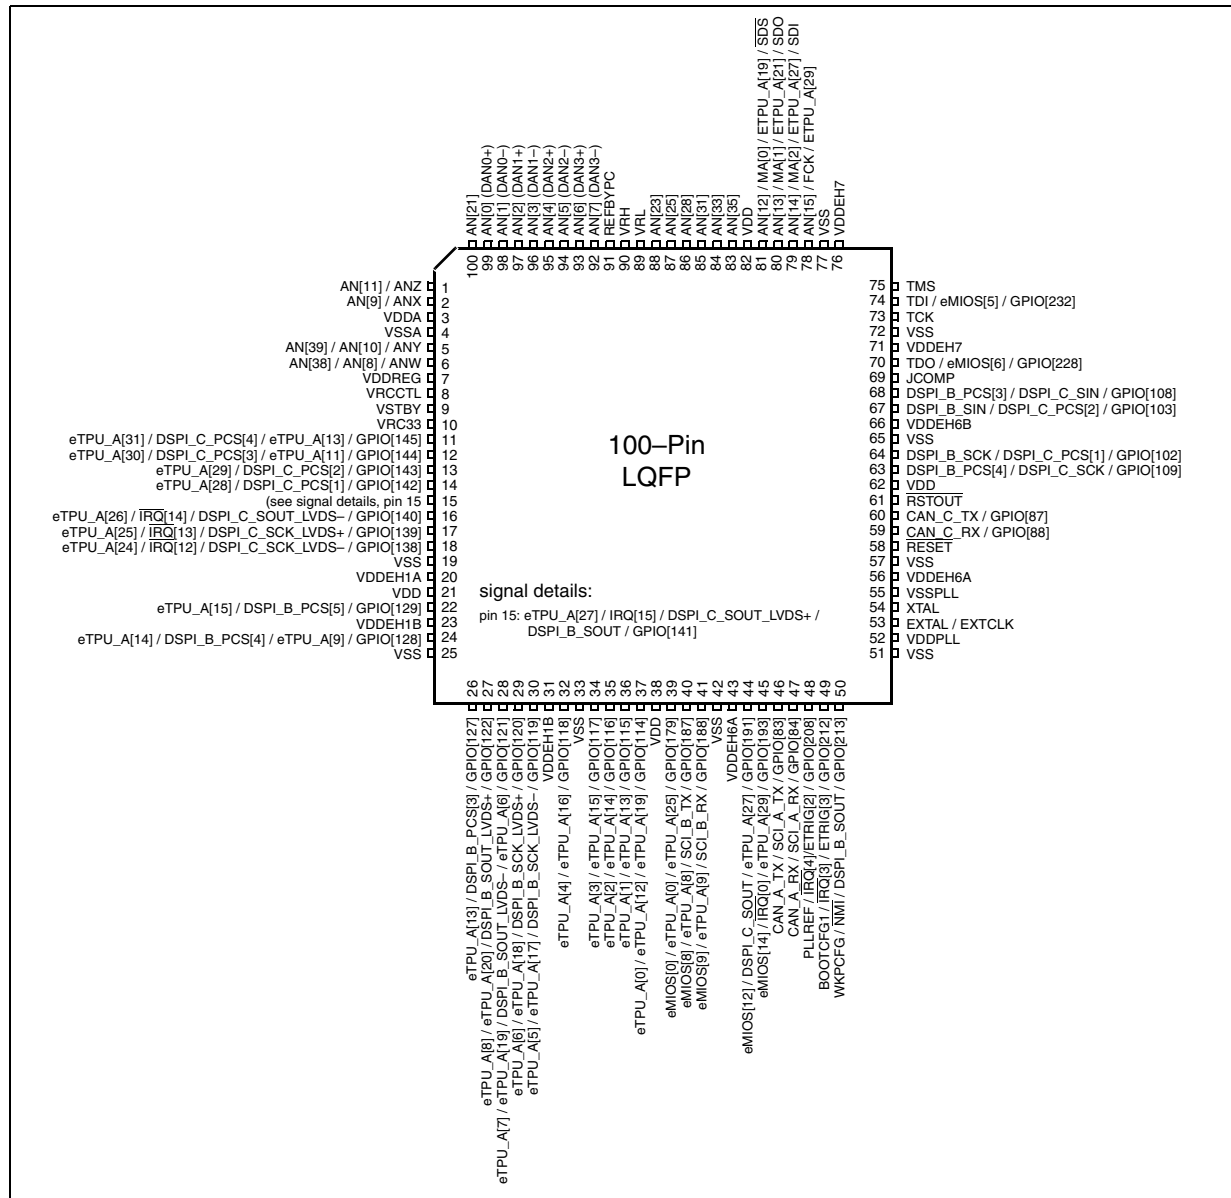 AN[21]
AN[0] (DAN0+)
AN[1] (DAN0–)
AN[2] (DAN1+)
AN[3] (DAN1–)
AN[4] (DAN2+)
AN[5] (DAN2–)
AN[6] (DAN3+)
AN[7] (DAN3–)
REFBYPC
VRH
VRL
AN[23]
AN[25]
AN[28]
AN[31]
AN[33]
AN[35]
VDD
AN[12] / MA[0] / ETPU_A[19] / SDS
AN[13] / MA[1] / ETPU_A[21] / SDO
AN[14] / MA[2] / ETPU_A[27] / SDI
AN[15] / FCK / ETPU_A[29]
VSS
VDDEH7
100 99 98 97 96 95 94 93 92 91 90 89 88 87 86 85 84 83 82 81 80 79 78 77 76
AN[11] / ANZ 1
AN[9] / ANX 2
VDDA 3
VSSA 4
AN[39] / AN[10] / ANY 5
AN[38] / AN[8] / ANW 6
VDDREG 7
VRCCTL 8
VSTBY 9
VRC33 10
eTPU_A[31] / DSPI_C_PCS[4] / eTPU_A[13] / GPIO[145] 11
eTPU_A[30] / DSPI_C_PCS[3] / eTPU_A[11] / GPIO[144] 12
eTPU_A[29] / DSPI_C_PCS[2] / GPIO[143] 13
eTPU_A[28] / DSPI_C_PCS[1] / GPIO[142] 14
(see signal details, pin 15 15
eTPU_A[26] / IRQ[14] / DSPI_C_SOUT_LVDS– / GPIO[140] 16
eTPU_A[25] / IRQ[13] / DSPI_C_SCK_LVDS+ / GPIO[139] 17
eTPU_A[24] / IRQ[12] / DSPI_C_SCK_LVDS– / GPIO[138] 18
VSS 19
VDDEH1A 20
VDD 21
eTPU_A[15] / DSPI_B_PCS[5] / GPIO[129] 22
VDDEH1B 23
eTPU_A[14] / DSPI_B_PCS[4] / eTPU_A[9] / GPIO[128] 24
VSS 25
100–Pin
LQFP
signal details:
pin 15: eTPU_A[27] / IRQ[15] / DSPI_C_SOUT_LVDS+ /
DSPI_B_SOUT / GPIO[141]
75 TMS
74 TDI / eMIOS[5] / GPIO[232]
73 TCK
72 VSS
71 VDDEH7
70 TDO / eMIOS[6] / GPIO[228]
69 JCOMP
68 DSPI_B_PCS[3] / DSPI_C_SIN / GPIO[108]
67 DSPI_B_SIN / DSPI_C_PCS[2] / GPIO[103]
66 VDDEH6B
65 VSS
64 DSPI_B_SCK / DSPI_C_PCS[1] / GPIO[102]
63 DSPI_B_PCS[4] / DSPI_C_SCK / GPIO[109]
62 VDD
61 RSTOUT
60 CAN_C_TX / GPIO[87]
59 CAN_C_RX / GPIO[88]
58 RESET
57 VSS
56 VDDEH6A
55 VSSPLL
54 XTAL
53 EXTAL / EXTCLK
52 VDDPLL
51 VSS
26 27 28 29 30 31 32 33 34 35 36 37 38 39 40 41 42 43 44 45 46 47 48 49 50
eTPU_A[13] / DSPI_B_PCS[3] / GPIO[127]
eTPU_A[8] / eTPU_A[20] / DSPI_B_SOUT_LVDS+ / GPIO[122]
eTPU_A[7] / eTPU_A[19] / DSPI_B_SOUT_LVDS– / eTPU_A[6] / GPIO[121]
eTPU_A[6] / eTPU_A[18] / DSPI_B_SCK_LVDS+ / GPIO[120]
eTPU_A[5] / eTPU_A[17] / DSPI_B_SCK_LVDS– / GPIO[119]
VDDEH1B
eTPU_A[4] / eTPU_A[16] / GPIO[118]
VSS
eTPU_A[3] / eTPU_A[15] / GPIO[117]
eTPU_A[2] / eTPU_A[14] / GPIO[116]
eTPU_A[1] / eTPU_A[13] / GPIO[115]
eTPU_A[0] / eTPU_A[12] / eTPU_A[19] / GPIO[114]
VDD
eMIOS[0] / eTPU_A[0] / eTPU_A[25] / GPIO[179]
eMIOS[8] / eTPU_A[8] / SCI_B_TX / GPIO[187]
eMIOS[9] / eTPU_A[9] / SCI_B_RX / GPIO[188]
VSS
VDDEH6A
eMIOS[12] / DSPI_C_SOUT / eTPU_A[27] / GPIO[191]
eMIOS[14] / IRQ[0] / eTPU_A[29] / GPIO[193]
CAN_A_TX / SCI_A_TX / GPIO[83]
CAN_A_RX / SCI_A_RX / GPIO[84]
PLLREF / IRQ[4]/ETRIG[2] / GPIO[208]
BOOTCFG1 / IRQ[3] / ETRIG[3] / GPIO[212]
WKPCFG / NMI / DSPI_B_SOUT / GPIO[213]